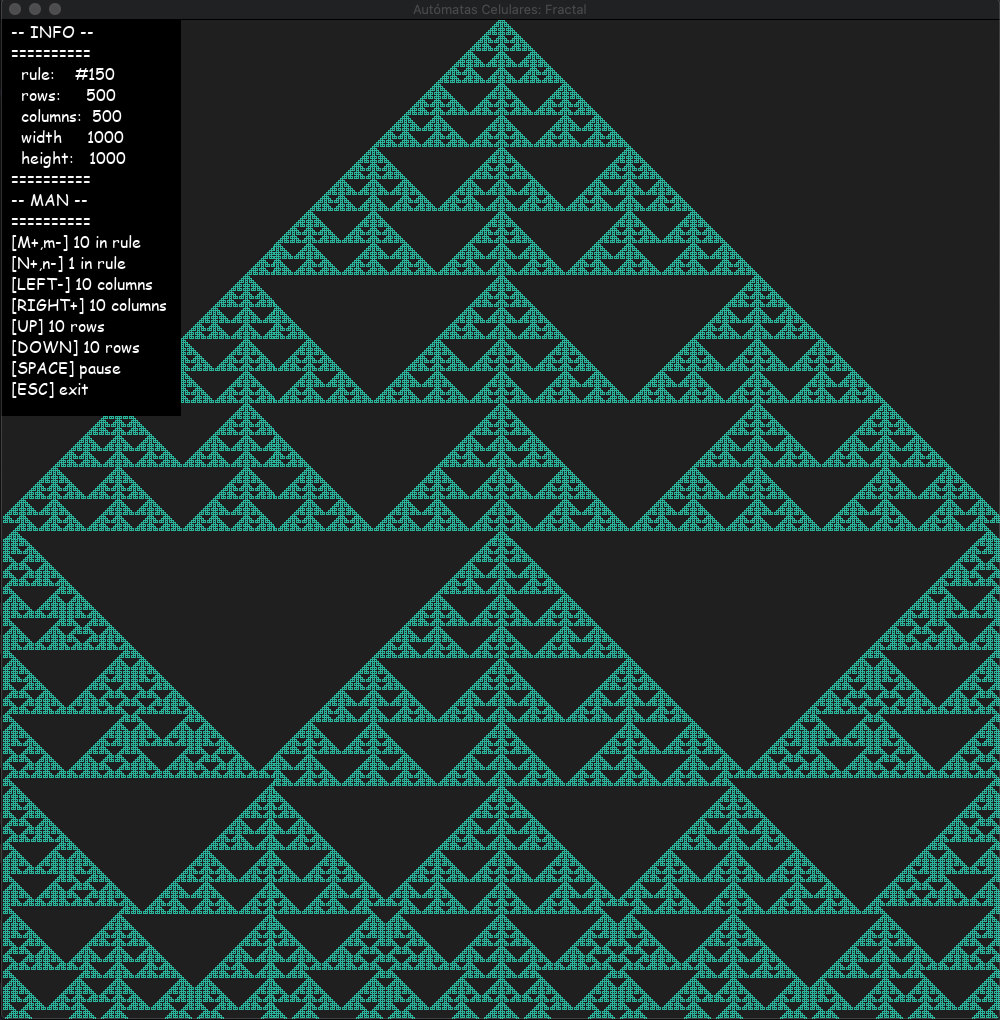 Autómatas Celulares: Fractal
-- INFO --
==========
rule: #150
rows: 500
columns: 500
width 1000
height: 1000
==========
-- MAN --
==========
[M+,m-] 10 in rule
[N+,n-] 1 in rule
[LEFT-] 10 columns
[RIGHT+] 10 columns
[UP] 10 rows
[DOWN] 10 rows
[SPACE] pause
[ESC] exit